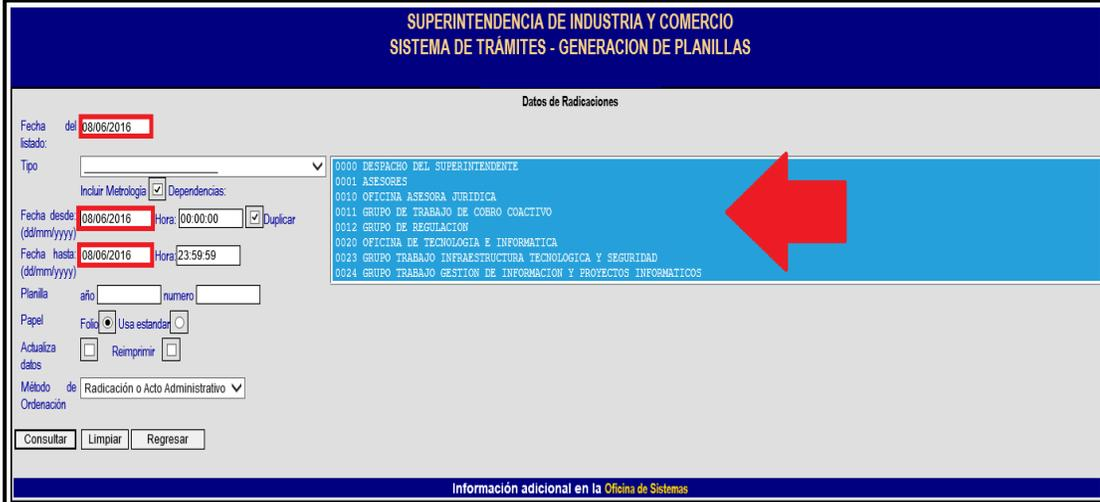 SUPERINTENDENCIA DE INDUSTRIA Y COMERCIO
SISTEMA DE TRÁMITES - GENERACION DE PLANILLAS
Datos de Radicaciones
Fecha del listado: 08/06/2016
Tipo
Incluir Metrologia Dependencias:
0000 DESPACHO DEL SUPERINTENDENTE
0001 ASESORES
0010 OFICINA ASESORA JURIDICA
0011 GRUPO DE TRABAJO DE COBRO COACTIVO
0012 GRUPO DE REGULACION
0020 OFICINA DE TECNOLOGIA E INFORMATICA
0023 GRUPO TRABAJO INFRAESTRUCTURA TECNOLOGICA Y SEGURIDAD
0024 GRUPO TRABAJO GESTION DE INFORMACION Y PROYECTOS INFORMATICOS
Fecha desde: 08/06/2016 Hora: 00:00:00 Duplicar
(dd/mm/yyyy)
Fecha hasta: 08/06/2016 Hora: 23:59:59
(dd/mm/yyyy)
Planilla año numero
Papel Folio Usa estandar
Actualiza datos Reimprimir
Método de Ordenación Radicación o Acto Administrativo
Consultar Limpiar Regresar
Información adicional en la Oficina de Sistemas